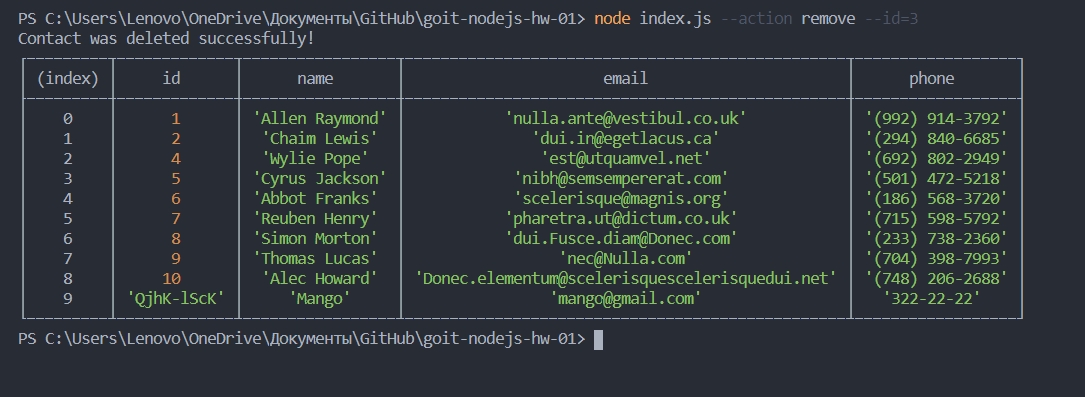 PS C:\Users\Lenovo\OneDrive\Документы\GitHub\goit-nodejs-hw-01> node index.js --action remove --id=3
Contact was deleted successfully!
(index) id name email phone
0 1 'Allen Raymond' 'nulla.ante@vestibul.co.uk' '(992) 914-3792'
1 2 'Chaim Lewis' 'dui.in@egetlacus.ca' '(294) 840-6685'
2 4 'Wylie Pope' 'est@utquamvel.net' '(692) 802-2949'
3 5 'Cyrus Jackson' 'nibh@semsempererat.com' '(501) 472-5218'
4 6 'Abbot Franks' 'scelerisque@magnis.org' '(186) 568-3720'
5 7 'Reuben Henry' 'pharetra.ut@dictum.co.uk' '(715) 598-5792'
6 8 'Simon Morton' 'dui.Fusce.diam@Donec.com' '(233) 738-2360'
7 9 'Thomas Lucas' 'nec@Nulla.com' '(704) 398-7993'
8 10 'Alec Howard' 'Donec.elementum@scelerisquescelerisquedui.net' '(748) 206-2688'
9 'QjhK-lScK' 'Mango' 'mango@gmail.com' '322-22-22'
PS C:\Users\Lenovo\OneDrive\Документы\GitHub\goit-nodejs-hw-01>